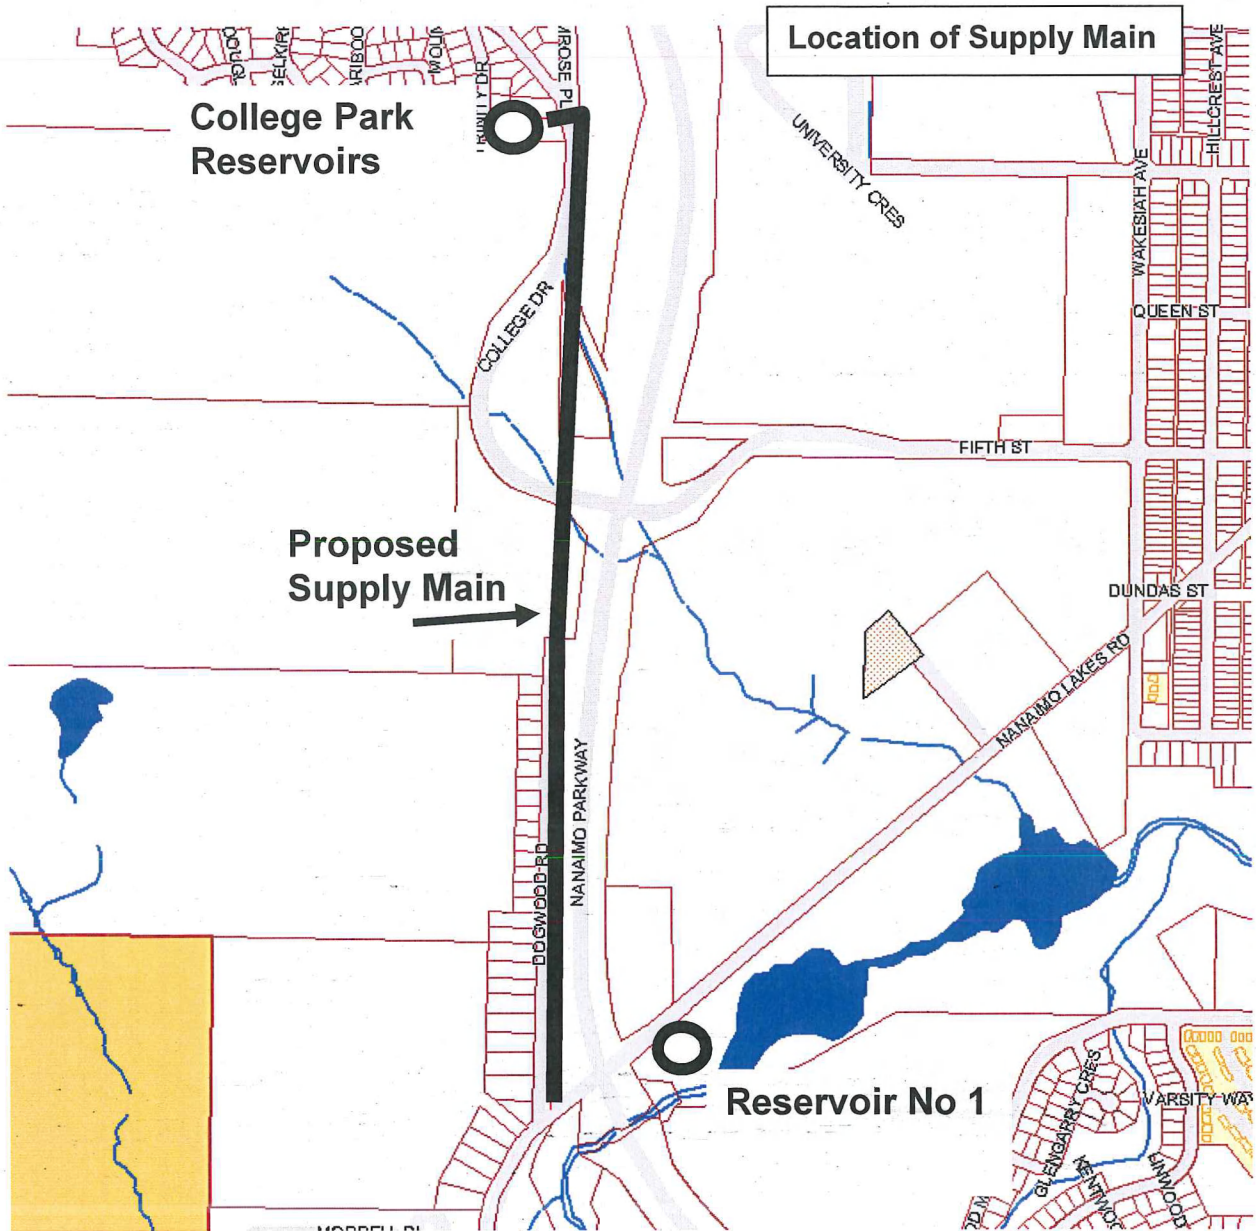 Location of Supply Main
College Park
Reservoirs
UNIVERSITY CRES
HILLCREST AVE
WAKESIAH AVE
QUEEN ST
COLLEGE DR
FIFTH ST
Proposed
Supply Main
DUNDAS ST
NANAIMO LAKES RD
NANAIMO PARKWAY
DOGWOOD RD
Reservoir No 1
GLENGARRY CRES
VARSITY WAY
LINWOOD